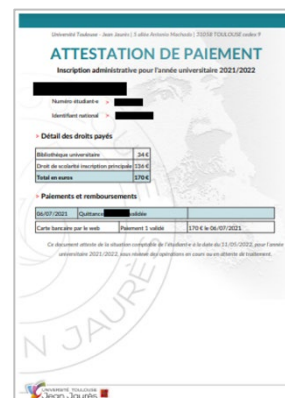 Université Toulouse - Jean Jaurès | 5 allée Antonio Machado | 31058 TOULOUSE cedex 9
ATTESTATION DE PAIEMENT
Inscription administrative pour l'année universitaire 2021/2022
Numéro étudiant·e >
Identifiant national >
> Détail des droits payés
Bibliothèque universitaire 34 €
Droit de scolarité inscription principale 136 €
Total en euros 170 €
> Paiements et remboursements
06/07/2021 Quittance validée
Carte bancaire par le web Paiement 1 validé 170 € le 06/07/2021
Ce document atteste de la situation comptable de l'étudiant·e à la date du 11/05/2022, pour l'année
universitaire 2021/2022, sous réserve des opérations en cours ou en attente de traitement.
JAURÈS
UNIVERSITÉ TOULOUSE
Jean Jaurès